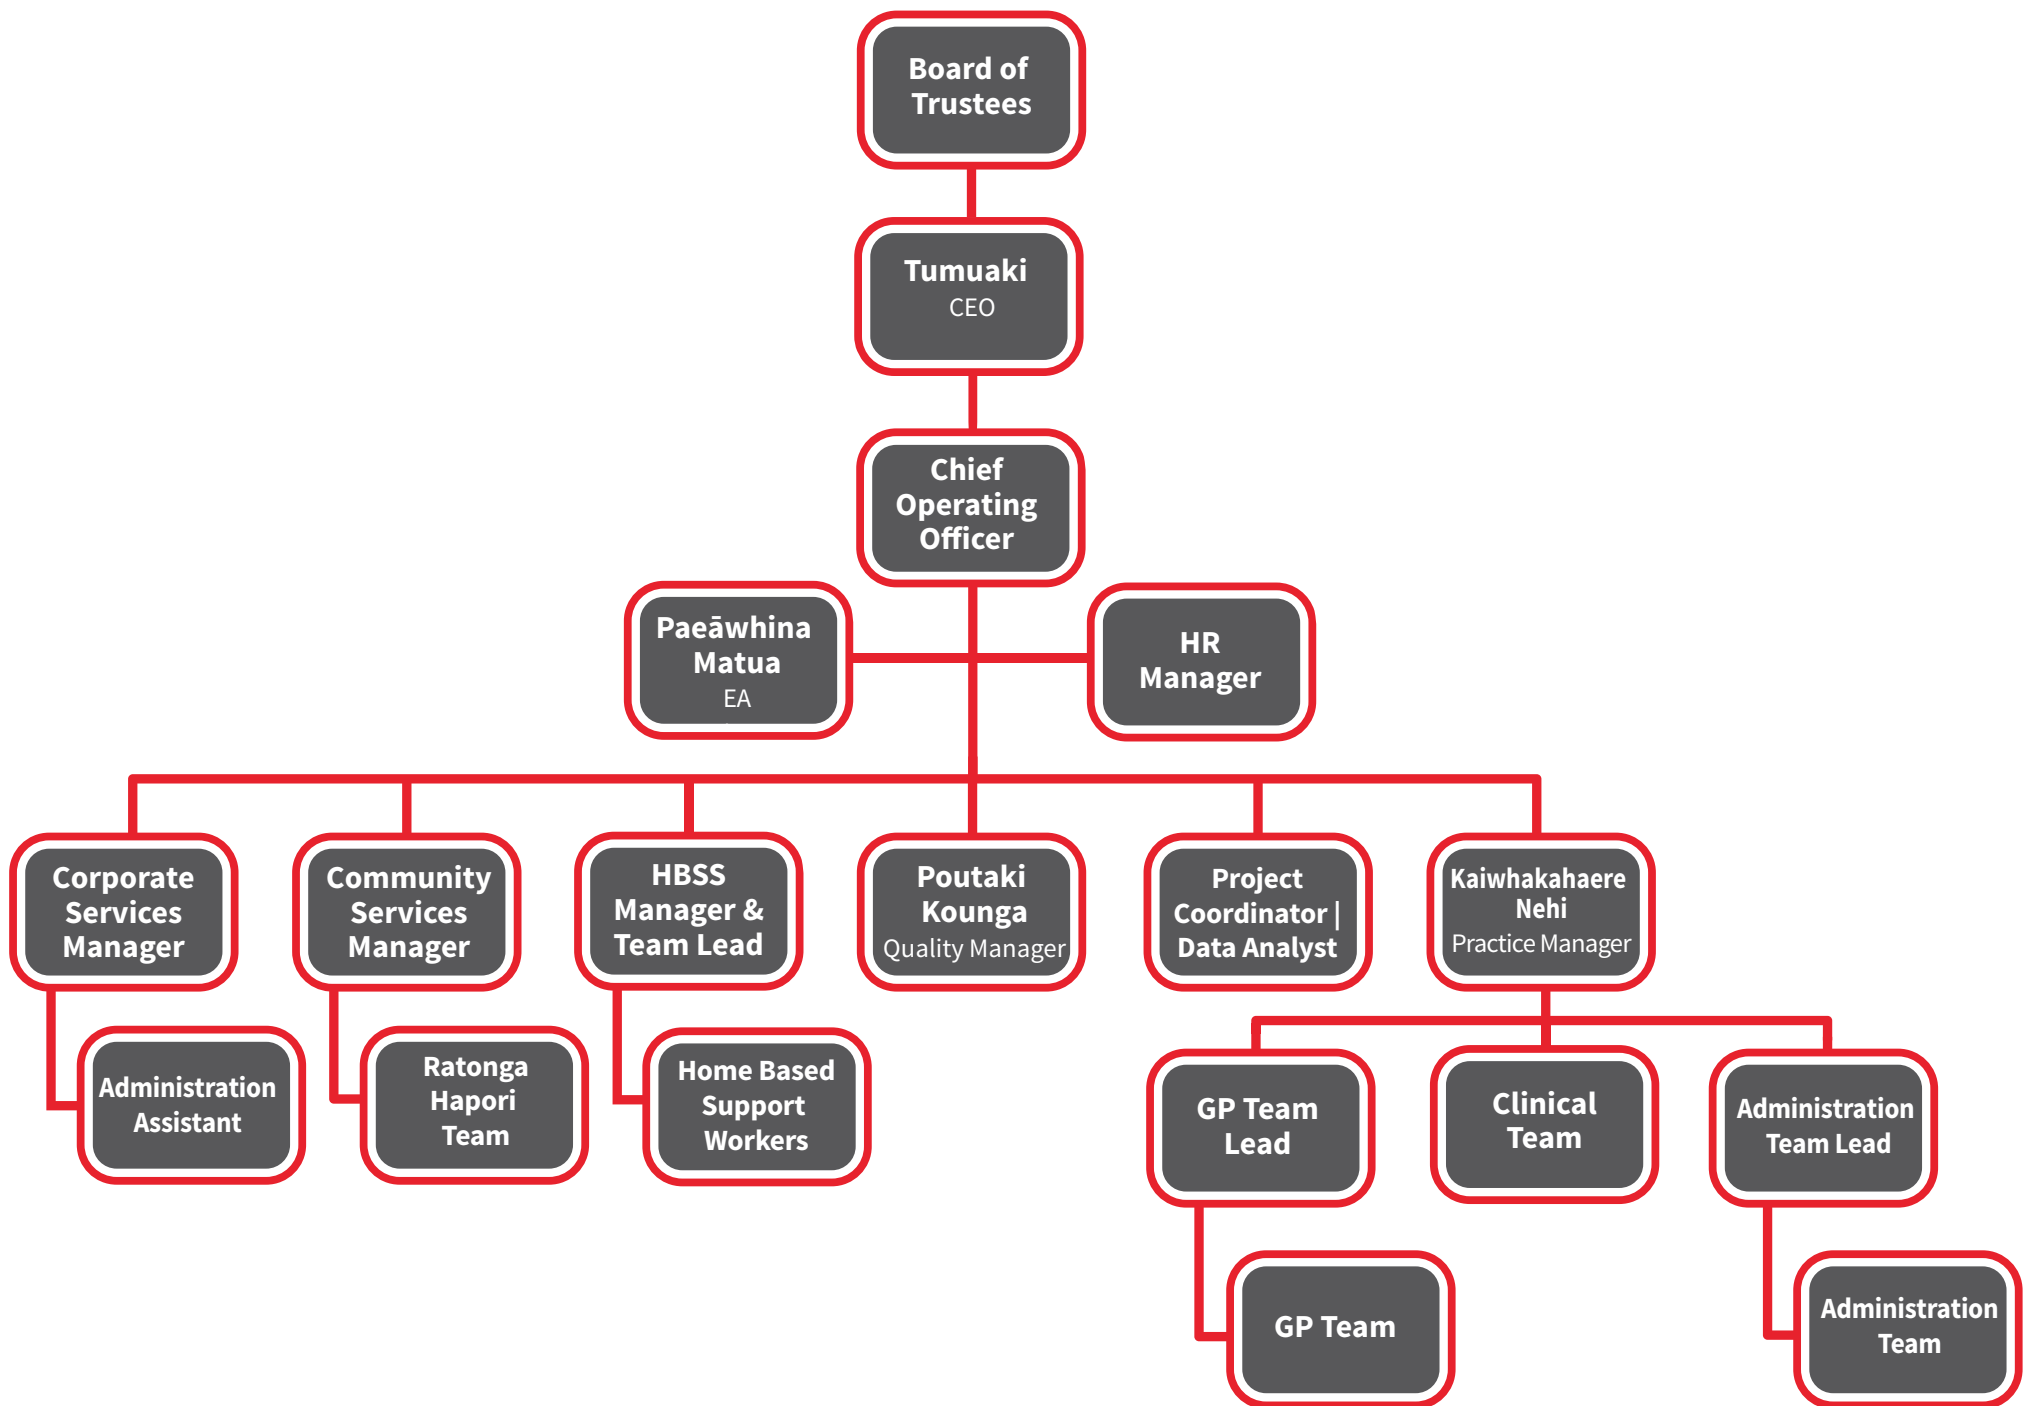 Board of
Trustees
Tumuaki
CEO
Chief
Operating
Officer
Paeāwhina
Matua
EA
HR
Manager
Corporate
Services
Manager
Community
Services
Manager
HBSS
Manager &
Team Lead
Poutaki
Kounga
Quality Manager
Project
Coordinator |
Data Analyst
Kaiwhakahaere
Nehi
Practice Manager
Administration
Assistant
Ratonga
Hapori
Team
Home Based
Support
Workers
GP Team
Lead
Clinical
Team
Administration
Team Lead
GP Team
Administration
Team